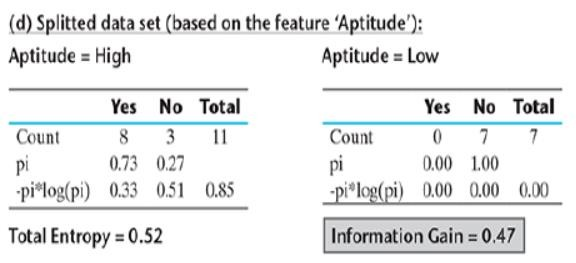 (d) Splitted data set (based on the feature 'Aptitude'):
Aptitude = High
Yes No Total
Count 8 3 11
pi 0.73 0.27
-pi*log(pi) 0.33 0.51 0.85
Total Entropy = 0.52
Aptitude = Low
Yes No Total
Count 0 7 7
pi 0.00 1.00
-pi*log(pi) 0.00 0.00 0.00
Information Gain = 0.47